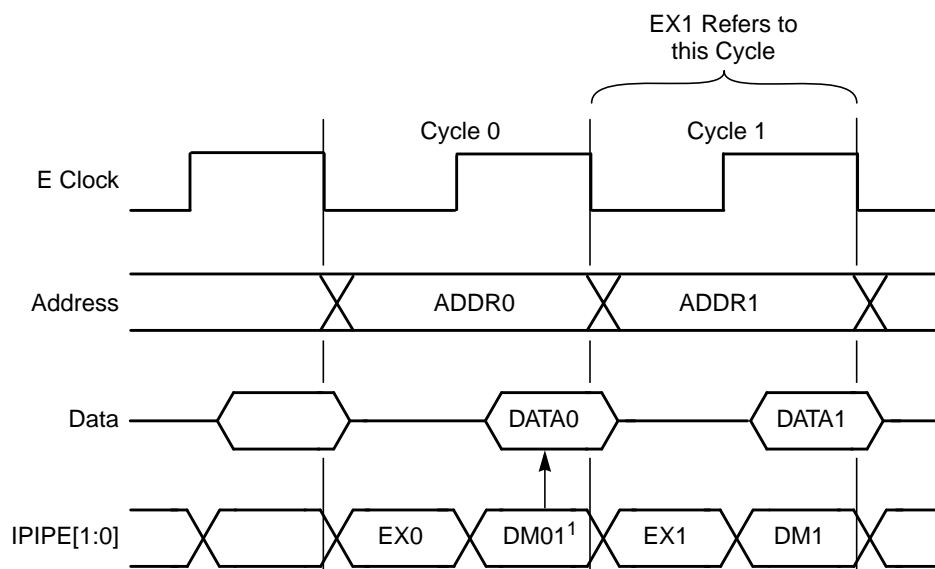 EX1 Refers to
this Cycle
Cycle 0
Cycle 1
E Clock
Address
ADDR0
ADDR1
Data
DATA0
DATA1
IPIPE[1:0]
EX0
DM01¹
EX1
DM1